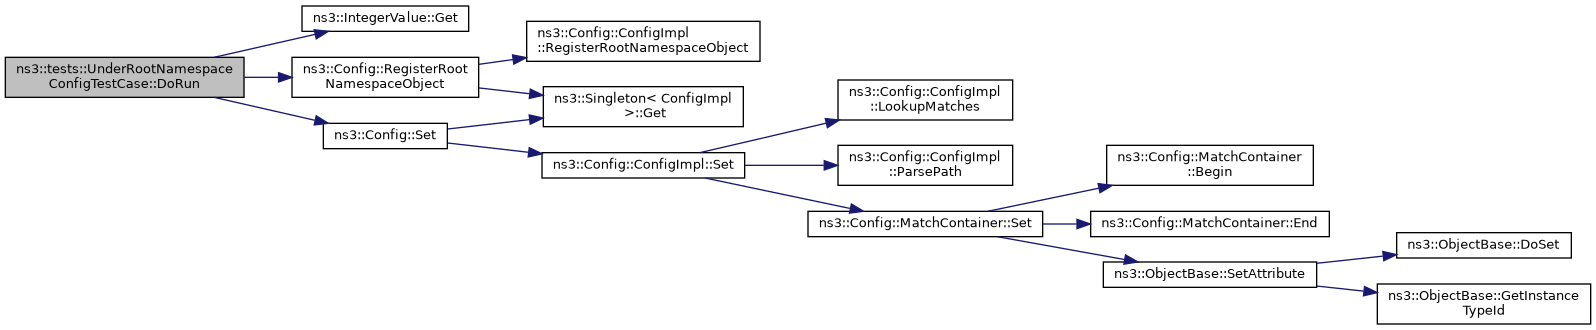 ns3::tests::UnderRootNamespace
ConfigTestCase::DoRun
ns3::IntegerValue::Get
ns3::Config::RegisterRoot
NamespaceObject
ns3::Config::ConfigImpl
::RegisterRootNamespaceObject
ns3::Singleton< ConfigImpl
>::Get
ns3::Config::Set
ns3::Config::ConfigImpl::Set
ns3::Config::ConfigImpl
::LookupMatches
ns3::Config::ConfigImpl
::ParsePath
ns3::Config::MatchContainer::Set
ns3::Config::MatchContainer
::Begin
ns3::Config::MatchContainer::End
ns3::ObjectBase::SetAttribute
ns3::ObjectBase::DoSet
ns3::ObjectBase::GetInstance
TypeId